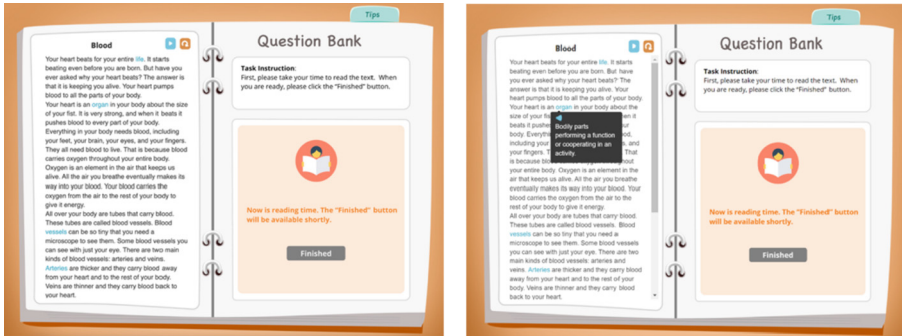 Tips
Blood
Your heart beats for your entire life. It starts
beating even before you are born. But have you
ever asked why your heart beats? The answer is
that it is keeping you alive. Your heart pumps
blood to all the parts of your body.
Your heart is an organ in your body about the size
of your fist. It is very strong, and when it beats it
pushes blood to every part of your body.
Everything in your body needs blood, including
your feet, your brain, your eyes, and your fingers.
They all need blood to live. That is because blood
carries oxygen throughout your entire body.
Oxygen is an element in the air that keeps us
alive. All the air you breathe eventually makes its
way into your blood. Your blood carries the
oxygen from the air to the rest of your body to
give it energy.
All over your body are tubes that carry blood.
These tubes are called blood vessels. Blood
vessels can be so tiny that you need a
microscope to see them. Some blood vessels you
can see with just your eye. There are two main
kinds of blood vessels: arteries and veins.
Arteries are thicker and they carry blood away
from your heart and to the rest of your body.
Veins are thinner and they carry blood back to
your heart.
Question Bank
Task Instruction:
First, please take your time to read the text. When
you are ready, please click the "Finished" button.
Now is reading time. The "Finished" button
will be available shortly.
Finished
Tips
Blood
Your heart beats for your entire life. It starts
beating even before you are born. But have
you ever asked why your heart beats? The
answer is that it is keeping you alive. Your
heart pumps blood to all the parts of your body.
Your heart is an organ in your body about the
size of your
beats it pushes
body.
including your
your fingers. That
is because
Bodily parts
performing a function
or cooperating in an
activity.
your entire body. Oxygen is an element in the
air that keeps us alive. All the air you breathe
eventually makes its way into your blood. Your
blood carries the oxygen from the air to the
rest of your body to give it energy.
All over your body are tubes that carry blood.
These tubes are called blood vessels. Blood
vessels can be so tiny that you need a
microscope to see them. Some blood vessels
you can see with just your eye. There are two
main kinds of blood vessels: arteries and
veins. Arteries are thicker and they carry blood
away from your heart and to the rest of your
body. Veins are thinner and they carry blood
back to your heart.
Question Bank
Task Instruction:
First, please take your time to read the text. When
you are ready, please click the "Finished" button.
Now is reading time. The "Finished" button
will be available shortly.
Finished